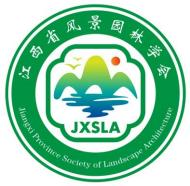 江西省风景园林学会
JXSLA
Jiangxi Province Society of Landscape Architecture